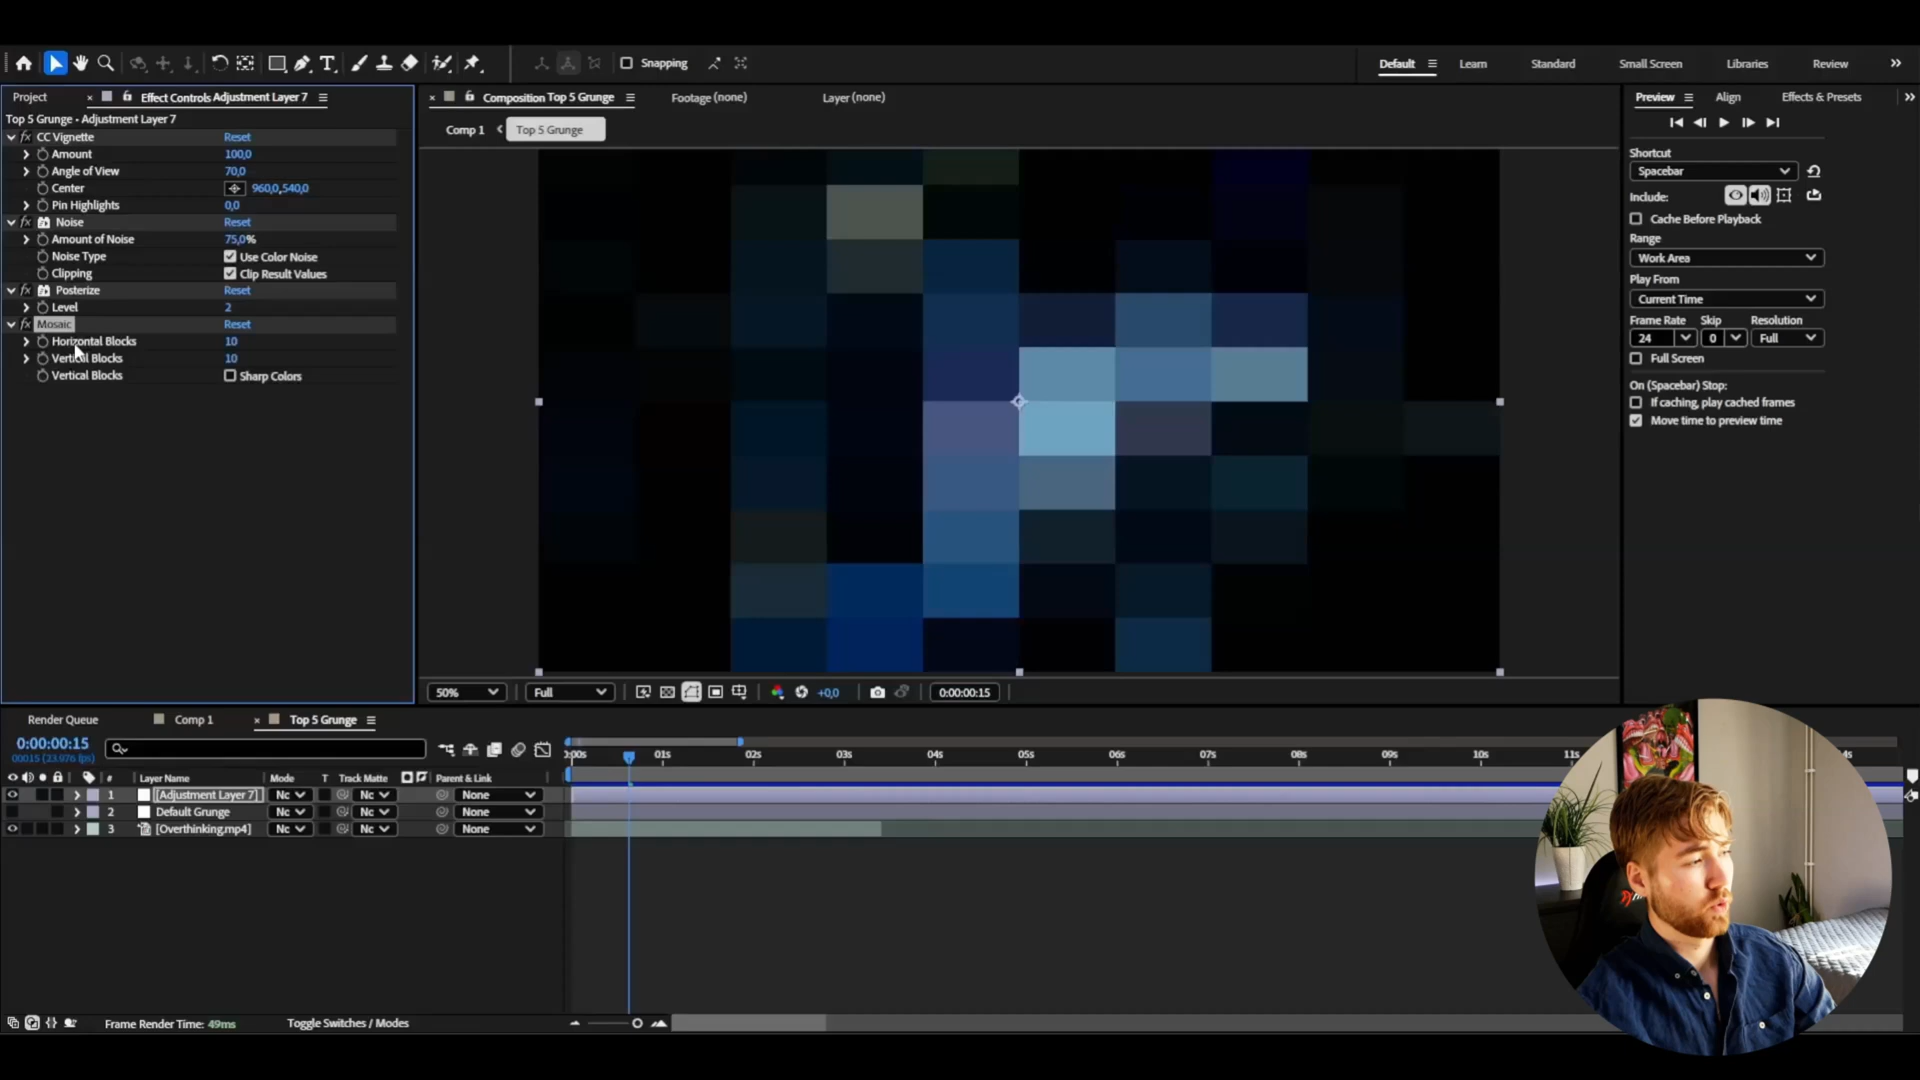 Snapping
Default
Learn
Standard
Small Screen
Libraries
Review
Project
Effect Controls Adjustment Layer 7
Composition Top 5 Grunge
Footage (none)
Layer (none)
Preview
Align
Effects & Presets
Top 5 Grunge - Adjustment Layer 7
Comp 1
Top 5 Grunge
fx CC Vignette Reset
Amount 100,0
Angle of View 70,0
Center 960,0,540,0
Pin Highlights 0,0
fx Noise Reset
Amount of Noise 75,0%
Noise Type Use Color Noise
Clipping Clip Result Values
fx Posterize Reset
Level 2
fx Mosaic Reset
Horizontal Blocks 10
Vertical Blocks 10
Vertical Blocks Sharp Colors
Shortcut
Spacebar
Include:
Cache Before Playback
Range
Work Area
Play From
Current Time
Frame Rate Skip Resolution
24 0 Full
Full Screen
On (Spacebar) Stop:
If caching, play cached frames
Move time to preview time
50% Full +0,0 0:00:00:15
Render Queue Comp 1 Top 5 Grunge
0:00:00:15
00015 (23.976 fps)
01s 02s 03s 04s 05s 06s 07s 08s 09s 10s
# Layer Name Mode T Track Matte Parent & Link
1 [Adjustment Layer 7] None
2 Default Grunge None
3 [Overthinking.mp4] None
Frame Render Time: 49ms Toggle Switches / Modes